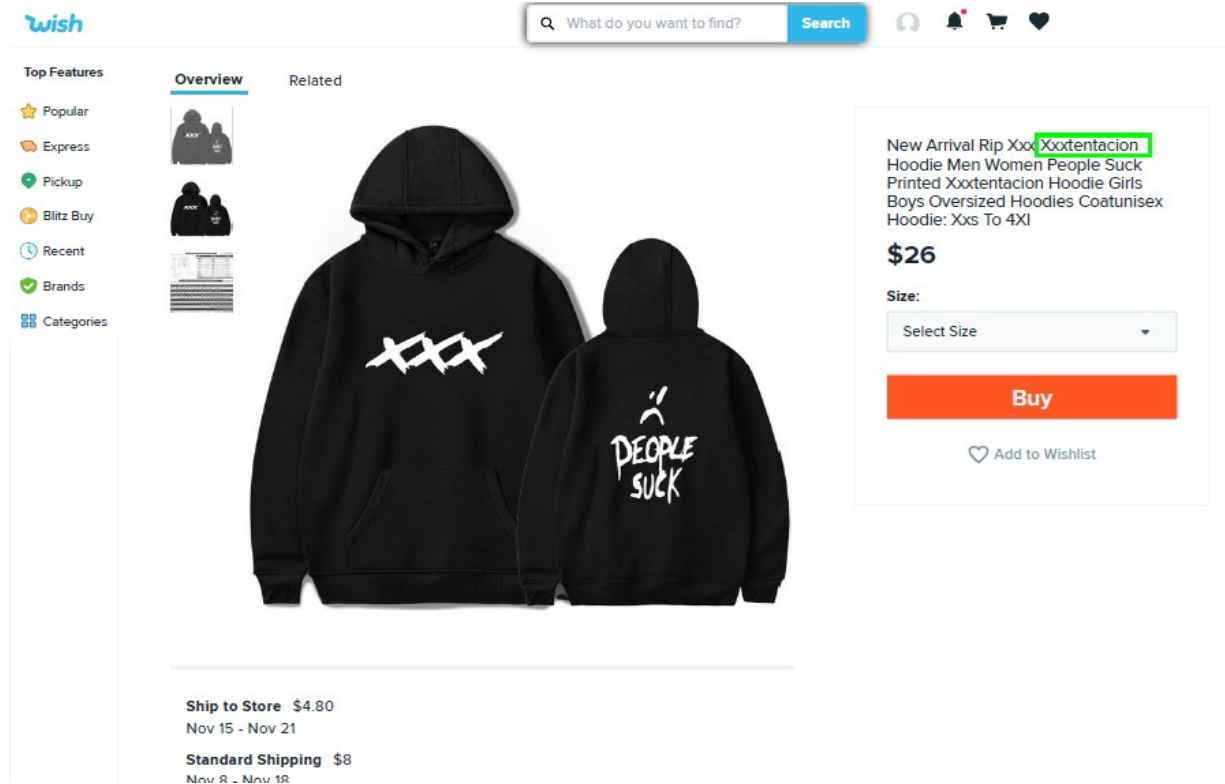 wish
What do you want to find?
Search
Top Features
Popular
Express
Pickup
Blitz Buy
Recent
Brands
Categories
Overview
Related
XXX
PEOPLE
SUCK
New Arrival Rip Xxx Xxxtentacion
Hoodie Men Women People Suck
Printed Xxxtentacion Hoodie Girls
Boys Oversized Hoodies Coatunisex
Hoodie: Xxs To 4Xl
$26
Size:
Select Size
Buy
Add to Wishlist
Ship to Store $4.80
Nov 15 - Nov 21
Standard Shipping $8
Nov 8 - Nov 18